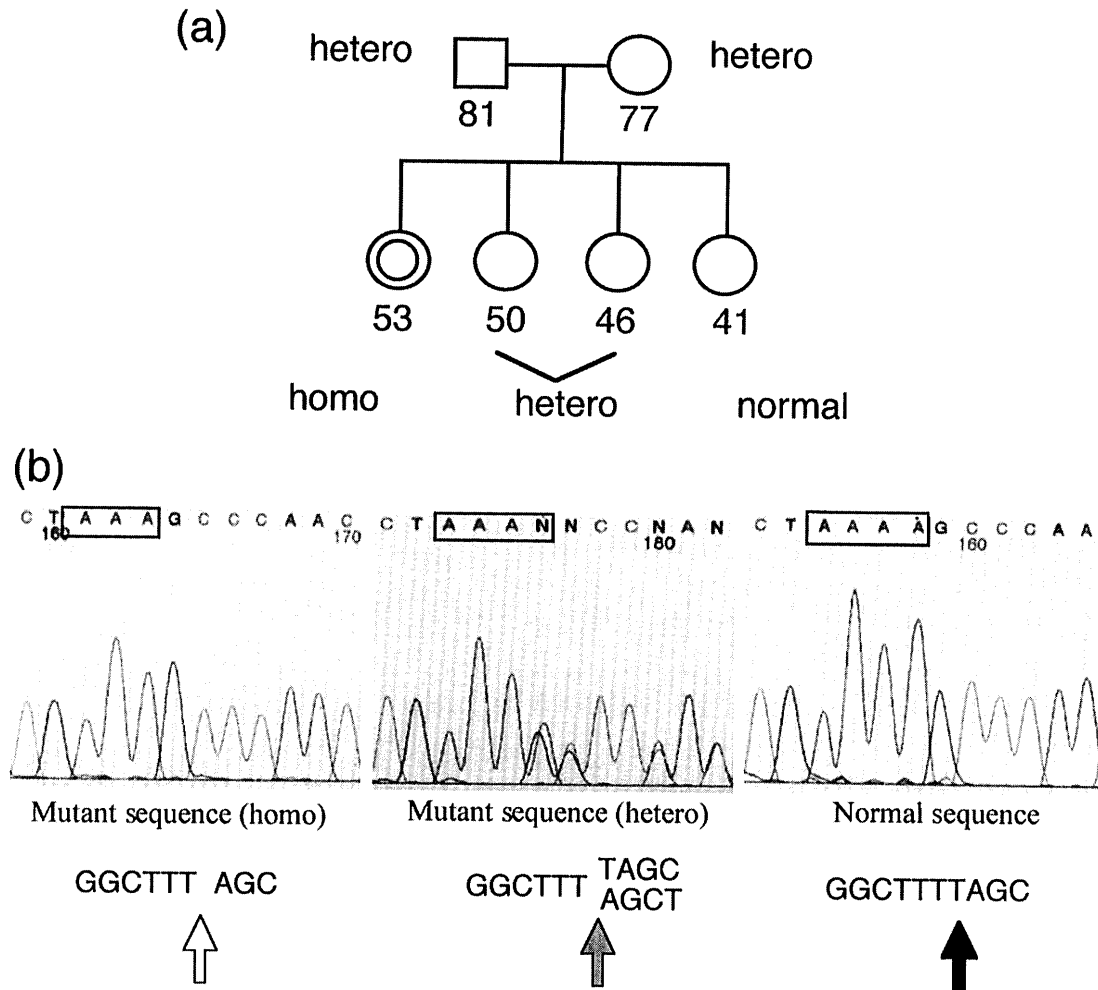 (a)
hetero hetero
81 77
53 50 46 41
homo hetero normal
(b)
C T A A A G C C C A A C C T A A A N N C C N A N C T A A A A G C C C A A
160 170 180 160
Mutant sequence (homo) Mutant sequence (hetero) Normal sequence
GGCTTT AGC GGCTTT TAGC GGCTTTTAGC
AGCT